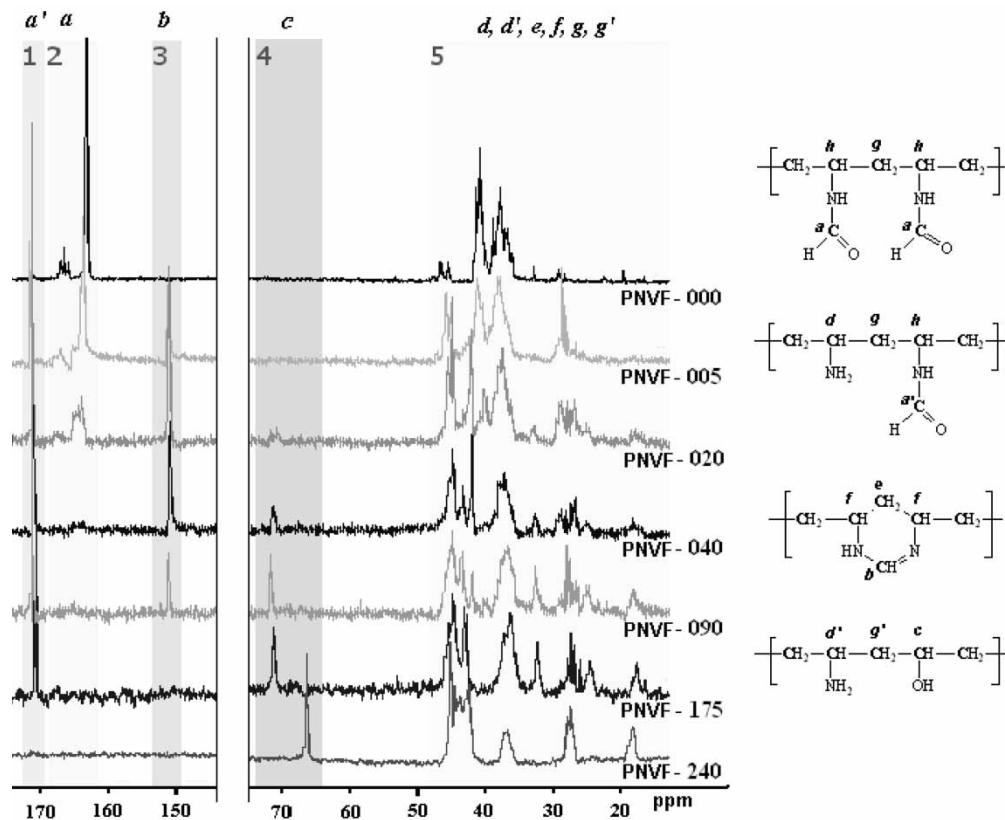 a' a b c d, d', e, f, g, g'
1 2 3 4 5
PNVF - 000
PNVF - 005
PNVF - 020
PNVF - 040
PNVF - 090
PNVF - 175
PNVF - 240
170 160 150 70 60 50 40 30 20 ppm
h g h
CH₂ CH CH₂ CH CH₂
NH NH
a C a C
H O H O
d g h
CH₂ CH CH₂ CH CH₂
NH₂ NH
a' C
H O
e
f CH₂ f
CH₂ CH CH CH₂
HN N
CH
b
d' g' c
CH₂ CH CH₂ CH CH₂
NH₂ OH